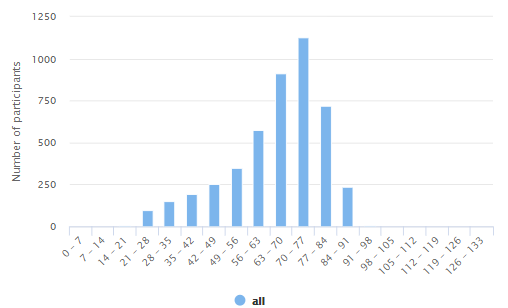 1250
1000
750
500
250
0
Number of participants
0 – 7
7 – 14
14 – 21
21 – 28
28 – 35
35 – 42
42 – 49
49 – 56
56 – 63
63 – 70
70 – 77
77 – 84
84 – 91
91 – 98
98 – 105
105 – 112
112 – 119
119 – 126
126 – 133
all